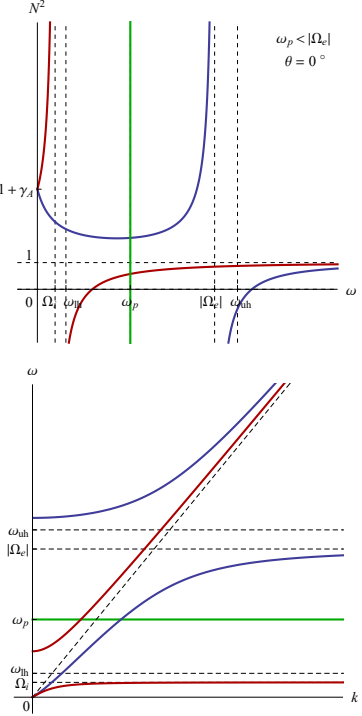 N²
ω_p < |Ω_e|
θ = 0 °
1 + γ_A
1
0 Ω_i ω_lh ω_p |Ω_e| ω_uh ω
ω
ω_uh
|Ω_e|
ω_p
ω_lh
Ω_i
0 k